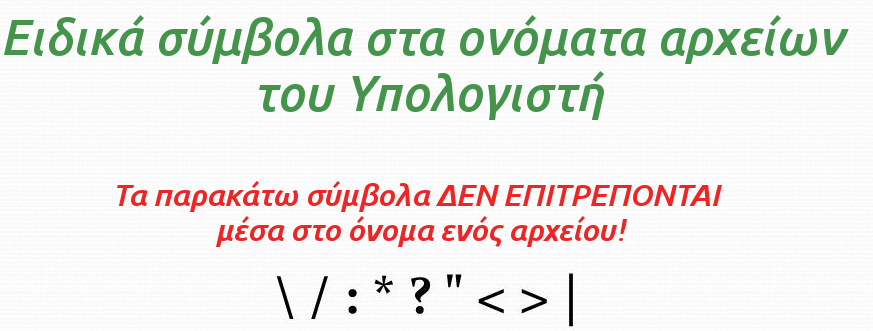 Ειδικά σύμβολα στα ονόματα αρχείων
του Υπολογιστή
Τα παρακάτω σύμβολα ΔΕΝ ΕΠΙΤΡΕΠΟΝΤΑΙ
μέσα στο όνομα ενός αρχείου!
\ / : * ? " < > |